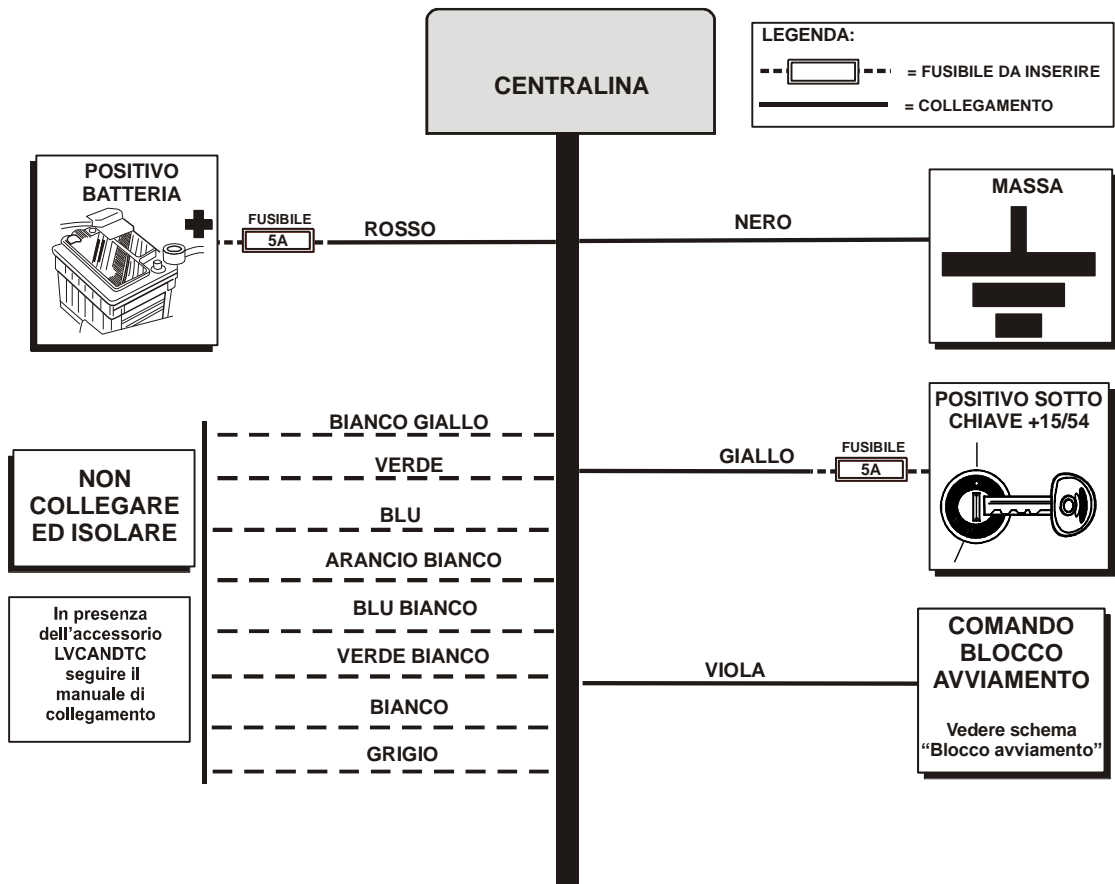 CENTRALINA
LEGENDA:
= FUSIBILE DA INSERIRE
= COLLEGAMENTO
POSITIVO
BATTERIA
FUSIBILE
5A
ROSSO
NERO
MASSA
BIANCO GIALLO
VERDE
BLU
ARANCIO BIANCO
BLU BIANCO
VERDE BIANCO
BIANCO
GRIGIO
NON
COLLEGARE
ED ISOLARE
In presenza
dell'accessorio
LVCANDTC
seguire il
manuale di
collegamento
GIALLO
FUSIBILE
5A
POSITIVO SOTTO
CHIAVE +15/54
VIOLA
COMANDO
BLOCCO
AVVIAMENTO
Vedere schema
“Blocco avviamento”